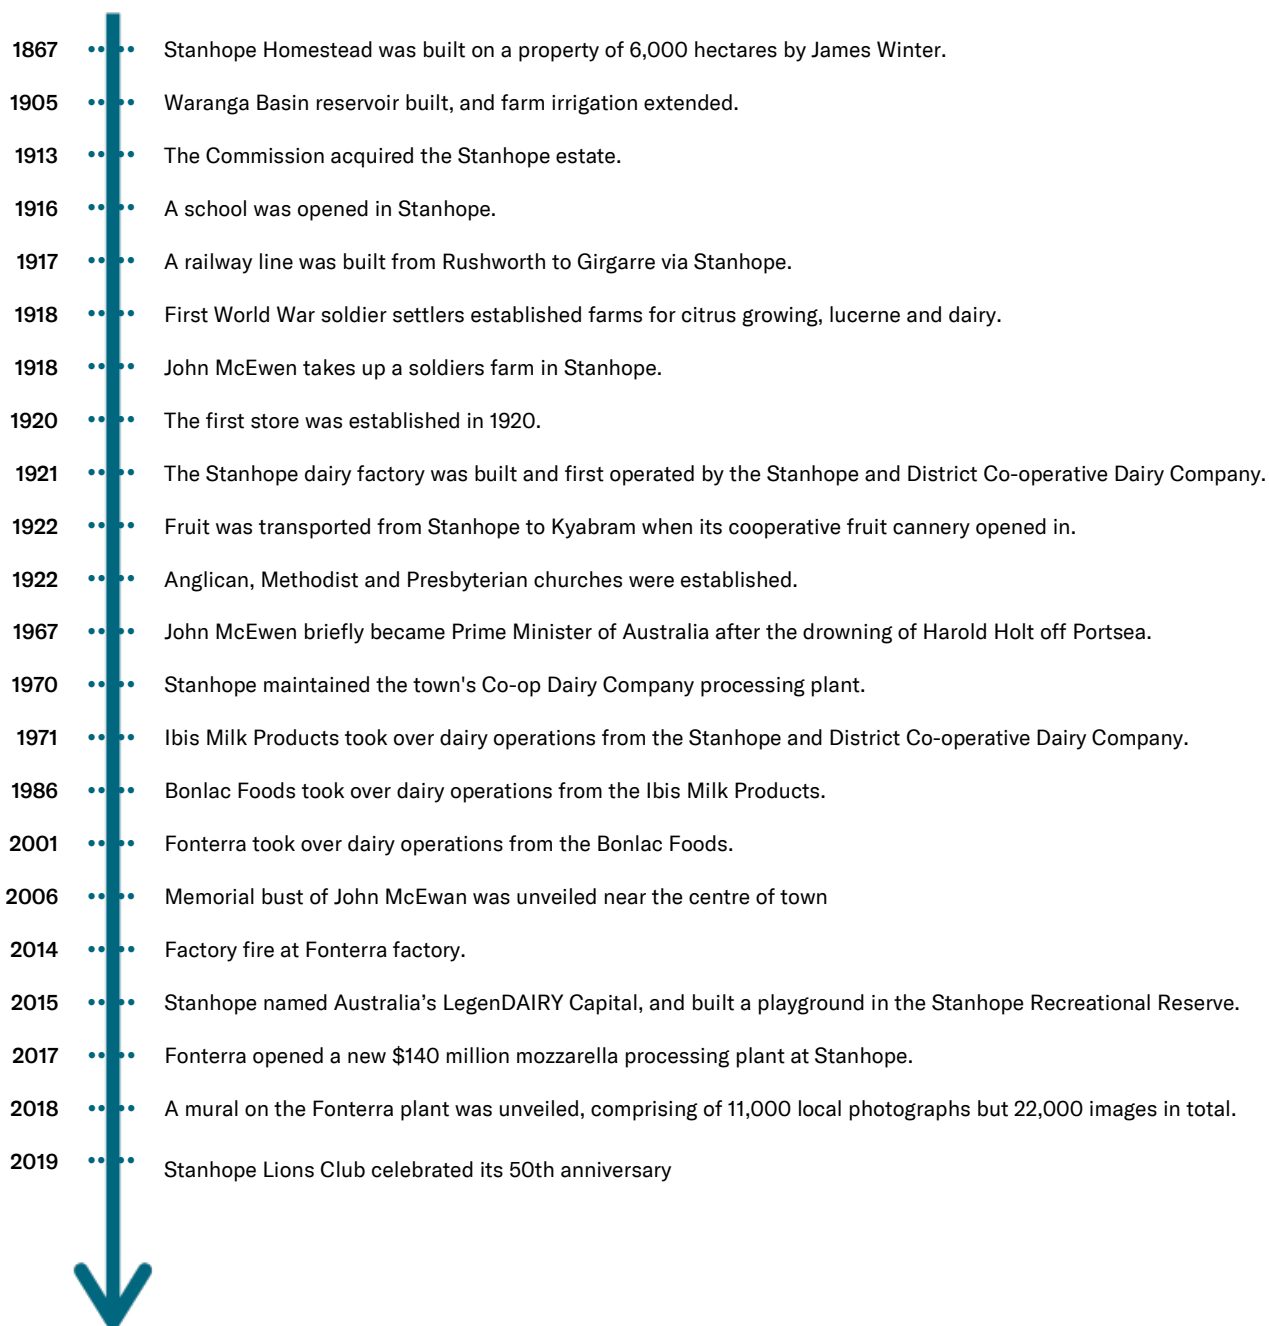 1867 Stanhope Homestead was built on a property of 6,000 hectares by James Winter.
1905 Waranga Basin reservoir built, and farm irrigation extended.
1913 The Commission acquired the Stanhope estate.
1916 A school was opened in Stanhope.
1917 A railway line was built from Rushworth to Girgarre via Stanhope.
1918 First World War soldier settlers established farms for citrus growing, lucerne and dairy.
1918 John McEwen takes up a soldiers farm in Stanhope.
1920 The first store was established in 1920.
1921 The Stanhope dairy factory was built and first operated by the Stanhope and District Co-operative Dairy Company.
1922 Fruit was transported from Stanhope to Kyabram when its cooperative fruit cannery opened in.
1922 Anglican, Methodist and Presbyterian churches were established.
1967 John McEwen briefly became Prime Minister of Australia after the drowning of Harold Holt off Portsea.
1970 Stanhope maintained the town's Co-op Dairy Company processing plant.
1971 Ibis Milk Products took over dairy operations from the Stanhope and District Co-operative Dairy Company.
1986 Bonlac Foods took over dairy operations from the Ibis Milk Products.
2001 Fonterra took over dairy operations from the Bonlac Foods.
2006 Memorial bust of John McEwan was unveiled near the centre of town
2014 Factory fire at Fonterra factory.
2015 Stanhope named Australia’s LegenDAIRY Capital, and built a playground in the Stanhope Recreational Reserve.
2017 Fonterra opened a new $140 million mozzarella processing plant at Stanhope.
2018 A mural on the Fonterra plant was unveiled, comprising of 11,000 local photographs but 22,000 images in total.
2019 Stanhope Lions Club celebrated its 50th anniversary